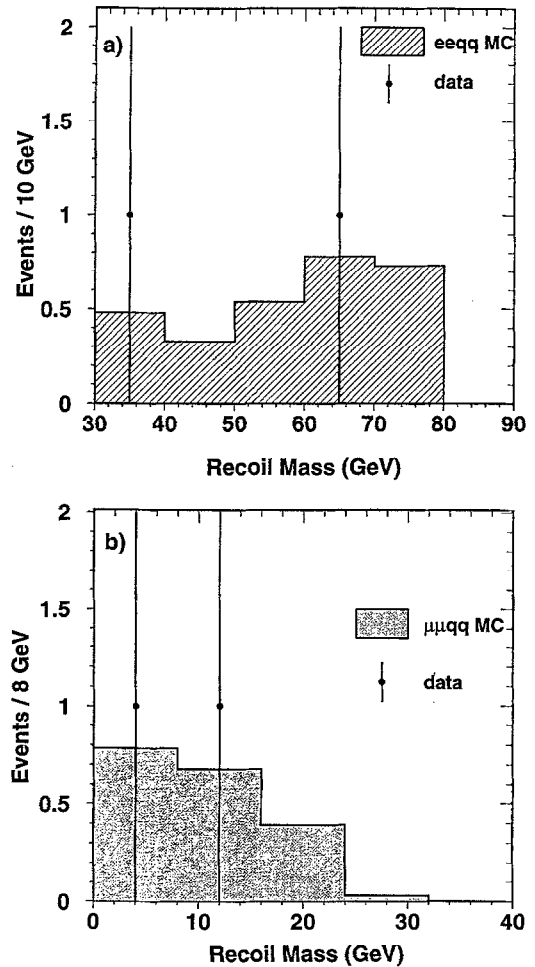 2
a)
eeqq MC
data
1.5
1
0.5
0
Events / 10 GeV
30 40 50 60 70 80 90
Recoil Mass (GeV)
2
b)
1.5
μμqq MC
data
1
0.5
0
Events / 8 GeV
0 10 20 30 40
Recoil Mass (GeV)